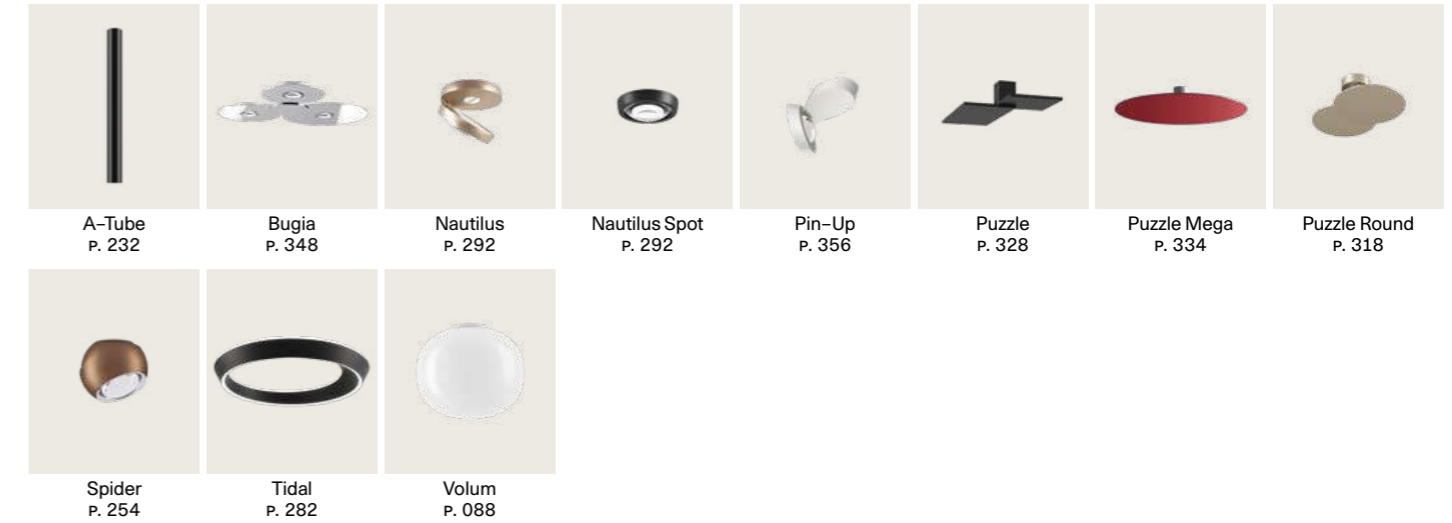 A–Tube
P. 232
Bugia
P. 348
Nautilus
P. 292
Nautilus Spot
P. 292
Pin–Up
P. 356
Puzzle
P. 328
Puzzle Mega
P. 334
Puzzle Round
P. 318
Spider
P. 254
Tidal
P. 282
Volum
P. 088